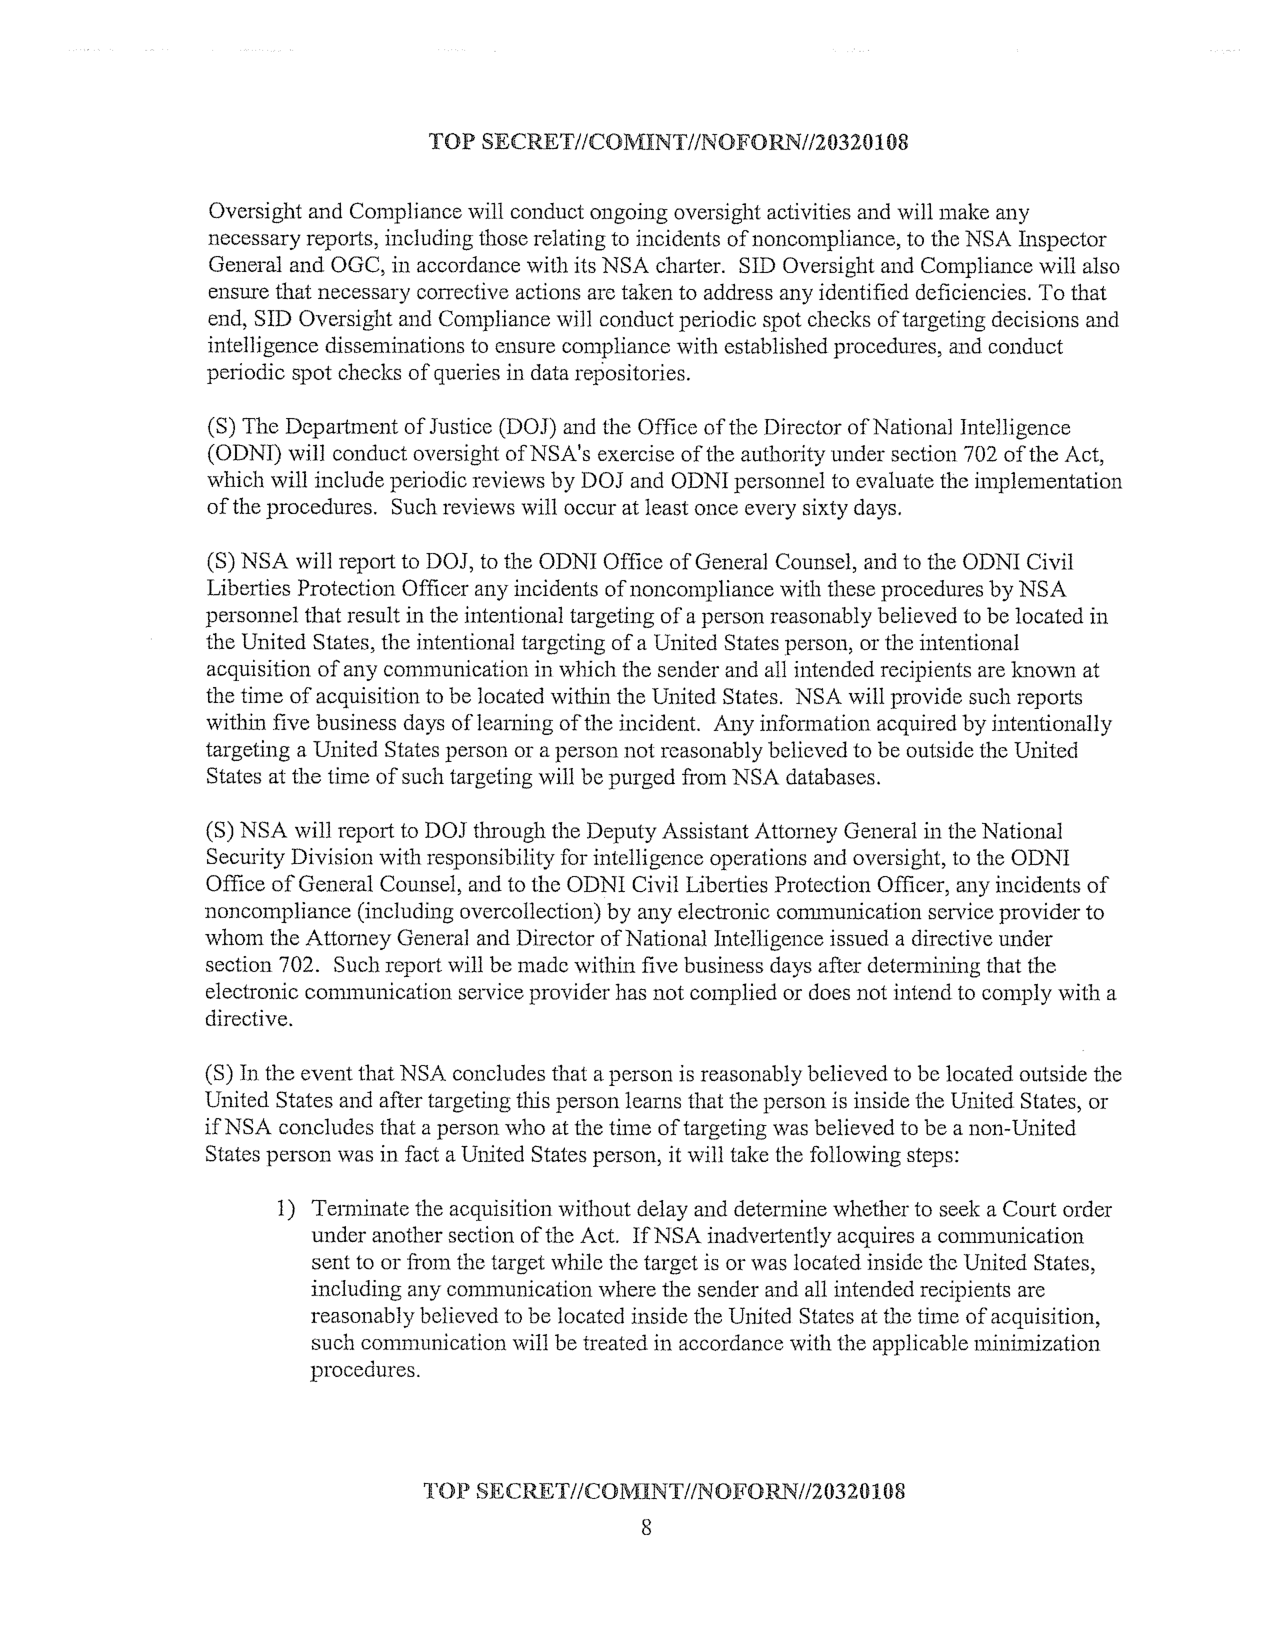 TOP SECRET//COMINT//NOFORN//20320108
Oversight and Compliance will conduct ongoing oversight activities and will make any
necessary reports, including those relating to incidents of noncompliance, to the NSA Inspector
General and OGC, in accordance with its NSA charter. SID Oversight and Compliance will also
ensure that necessary corrective actions are taken to address any identified deficiencies. To that
end, SID Oversight and Compliance will conduct periodic spot checks of targeting decisions and
intelligence disseminations to ensure compliance with established procedures, and conduct
periodic spot checks of queries in data repositories.
(S) The Department of Justice (DOJ) and the Office of the Director of National Intelligence
(ODNI) will conduct oversight of NSA's exercise of the authority under section 702 of the Act,
which will include periodic reviews by DOJ and ODNI personnel to evaluate the implementation
of the procedures. Such reviews will occur at least once every sixty days.
(S) NSA will report to DOJ, to the ODNI Office of General Counsel, and to the ODNI Civil
Liberties Protection Officer any incidents of noncompliance with these procedures by NSA
personnel that result in the intentional targeting of a person reasonably believed to be located in
the United States, the intentional targeting of a United States person, or the intentional
acquisition of any communication in which the sender and all intended recipients are known at
the time of acquisition to be located within the United States. NSA will provide such reports
within five business days of learning of the incident. Any information acquired by intentionally
targeting a United States person or a person not reasonably believed to be outside the United
States at the time of such targeting will be purged from NSA databases.
(S) NSA will report to DOJ through the Deputy Assistant Attorney General in the National
Security Division with responsibility for intelligence operations and oversight, to the ODNI
Office of General Counsel, and to the ODNI Civil Liberties Protection Officer, any incidents of
noncompliance (including overcollection) by any electronic communication service provider to
whom the Attorney General and Director of National Intelligence issued a directive under
section 702. Such report will be made within five business days after determining that the
electronic communication service provider has not complied or does not intend to comply with a
directive.
(S) In the event that NSA concludes that a person is reasonably believed to be located outside the
United States and after targeting this person learns that the person is inside the United States, or
if NSA concludes that a person who at the time of targeting was believed to be a non-United
States person was in fact a United States person, it will take the following steps:
1) Terminate the acquisition without delay and determine whether to seek a Court order
under another section of the Act. If NSA inadvertently acquires a communication
sent to or from the target while the target is or was located inside the United States,
including any communication where the sender and all intended recipients are
reasonably believed to be located inside the United States at the time of acquisition,
such communication will be treated in accordance with the applicable minimization
procedures.
TOP SECRET//COMINT//NOFORN//20320108
8